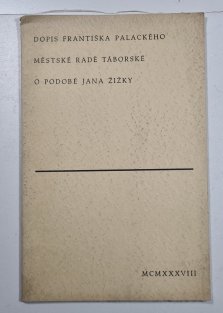 DOPIS FRANTIŠKA PALACKÉHO
MĚSTSKÉ RADĚ TÁBORSKÉ
O PODOBĚ JANA ŽIŽKY
MCMXXXVIII